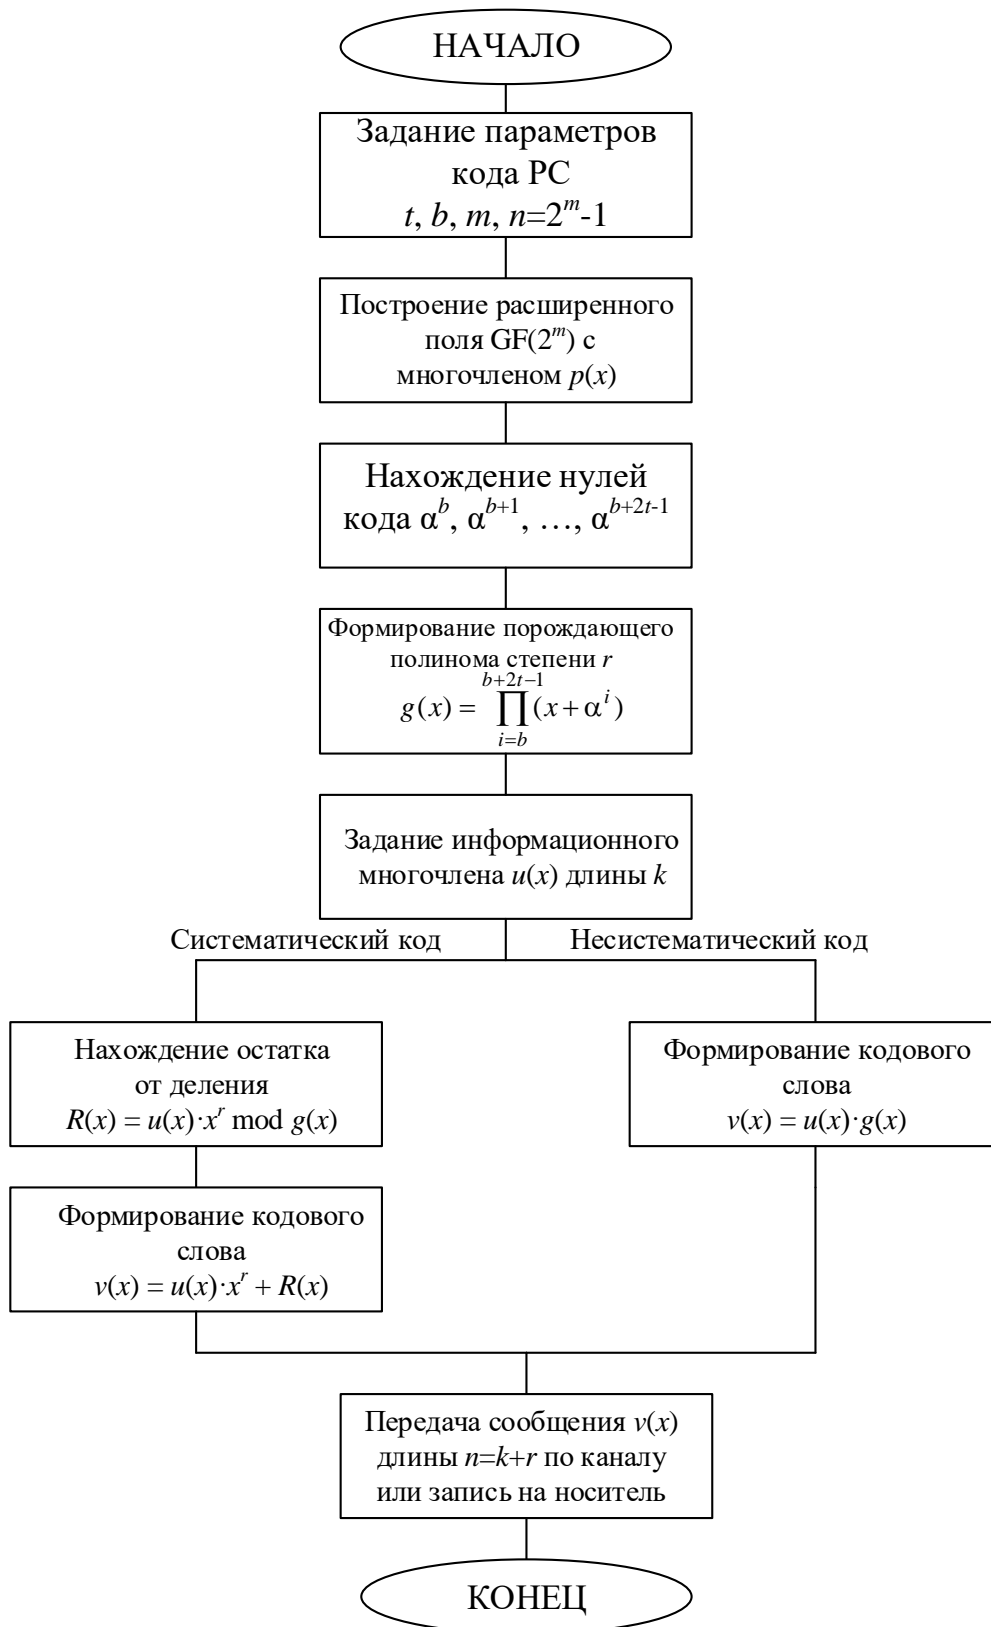 НАЧАЛО
Задание параметров
кода РС
t, b, m, n=2^m-1
Построение расширенного
поля GF(2^m) с
многочленом p(x)
Нахождение нулей
кода α^b, α^{b+1}, …, α^{b+2t-1}
Формирование порождающего
полинома степени r
g(x) = ∏_{i=b}^{b+2t−1} (x + α^i)
Задание информационного
многочлена u(x) длины k
Систематический код
Несистематический код
Нахождение остатка
от деления
R(x) = u(x)·x^r mod g(x)
Формирование кодового
слова
v(x) = u(x)·g(x)
Формирование кодового
слова
v(x) = u(x)·x^r + R(x)
Передача сообщения v(x)
длины n=k+r по каналу
или запись на носитель
КОНЕЦ